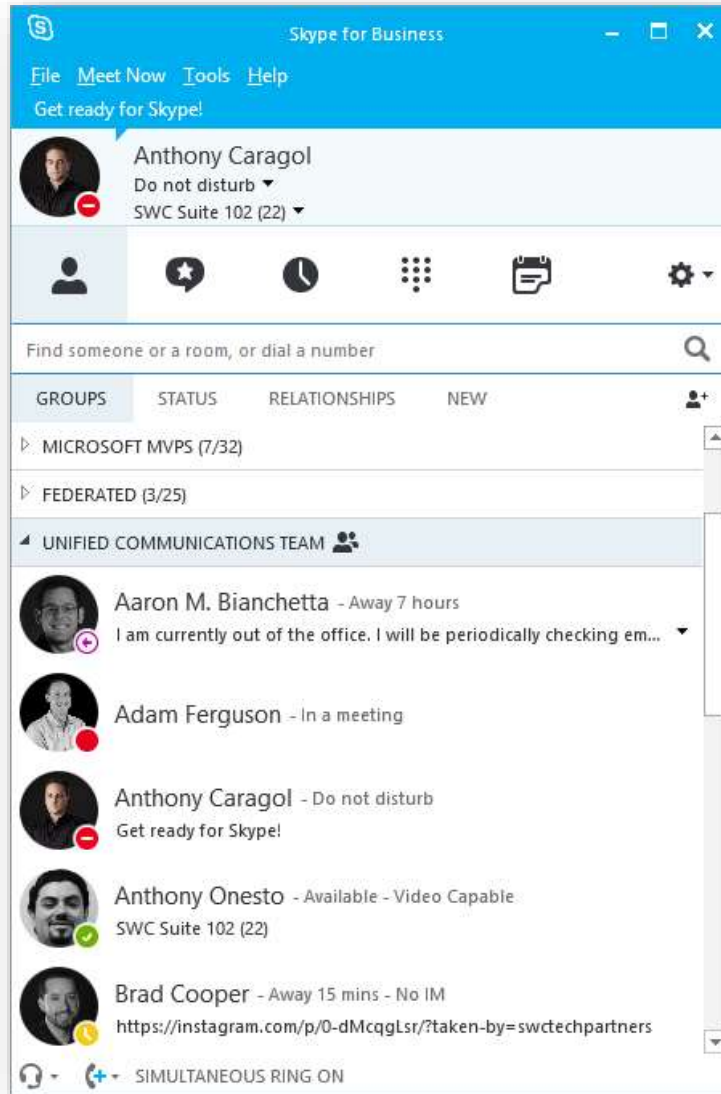 Skype for Business
File Meet Now Tools Help
Get ready for Skype!
Anthony Caragol
Do not disturb
SWC Suite 102 (22)
Find someone or a room, or dial a number
GROUPS STATUS RELATIONSHIPS NEW
MICROSOFT MVPS (7/32)
FEDERATED (3/25)
UNIFIED COMMUNICATIONS TEAM
Aaron M. Bianchetta - Away 7 hours
I am currently out of the office. I will be periodically checking em...
Adam Ferguson - In a meeting
Anthony Caragol - Do not disturb
Get ready for Skype!
Anthony Onesto - Available - Video Capable
SWC Suite 102 (22)
Brad Cooper - Away 15 mins - No IM
https://instagram.com/p/0-dMcqgLsr/?taken-by=swctechpartners
SIMULTANEOUS RING ON